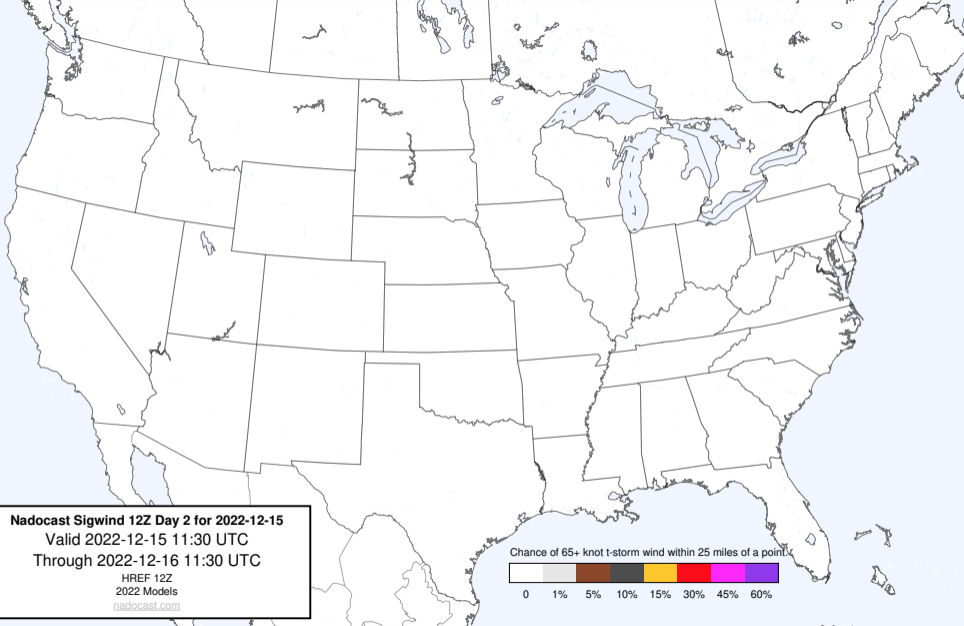 Nadocast Sigwind 12Z Day 2 for 2022-12-15
Valid 2022-12-15 11:30 UTC
Through 2022-12-16 11:30 UTC
HREF 12Z
2022 Models
nadocast.com
Chance of 65+ knot t-storm wind within 25 miles of a point.
0 1% 5% 10% 15% 30% 45% 60%